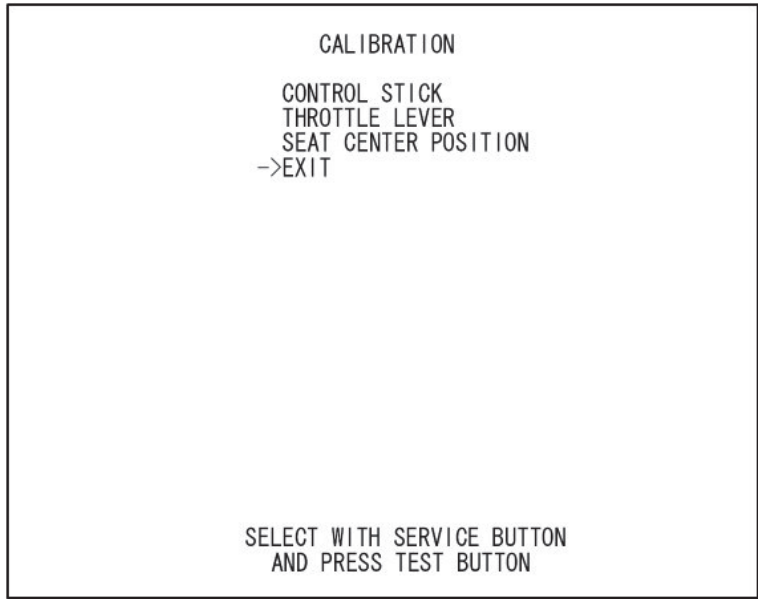 CALIBRATION
CONTROL STICK
THROTTLE LEVER
SEAT CENTER POSITION
->EXIT
SELECT WITH SERVICE BUTTON
AND PRESS TEST BUTTON